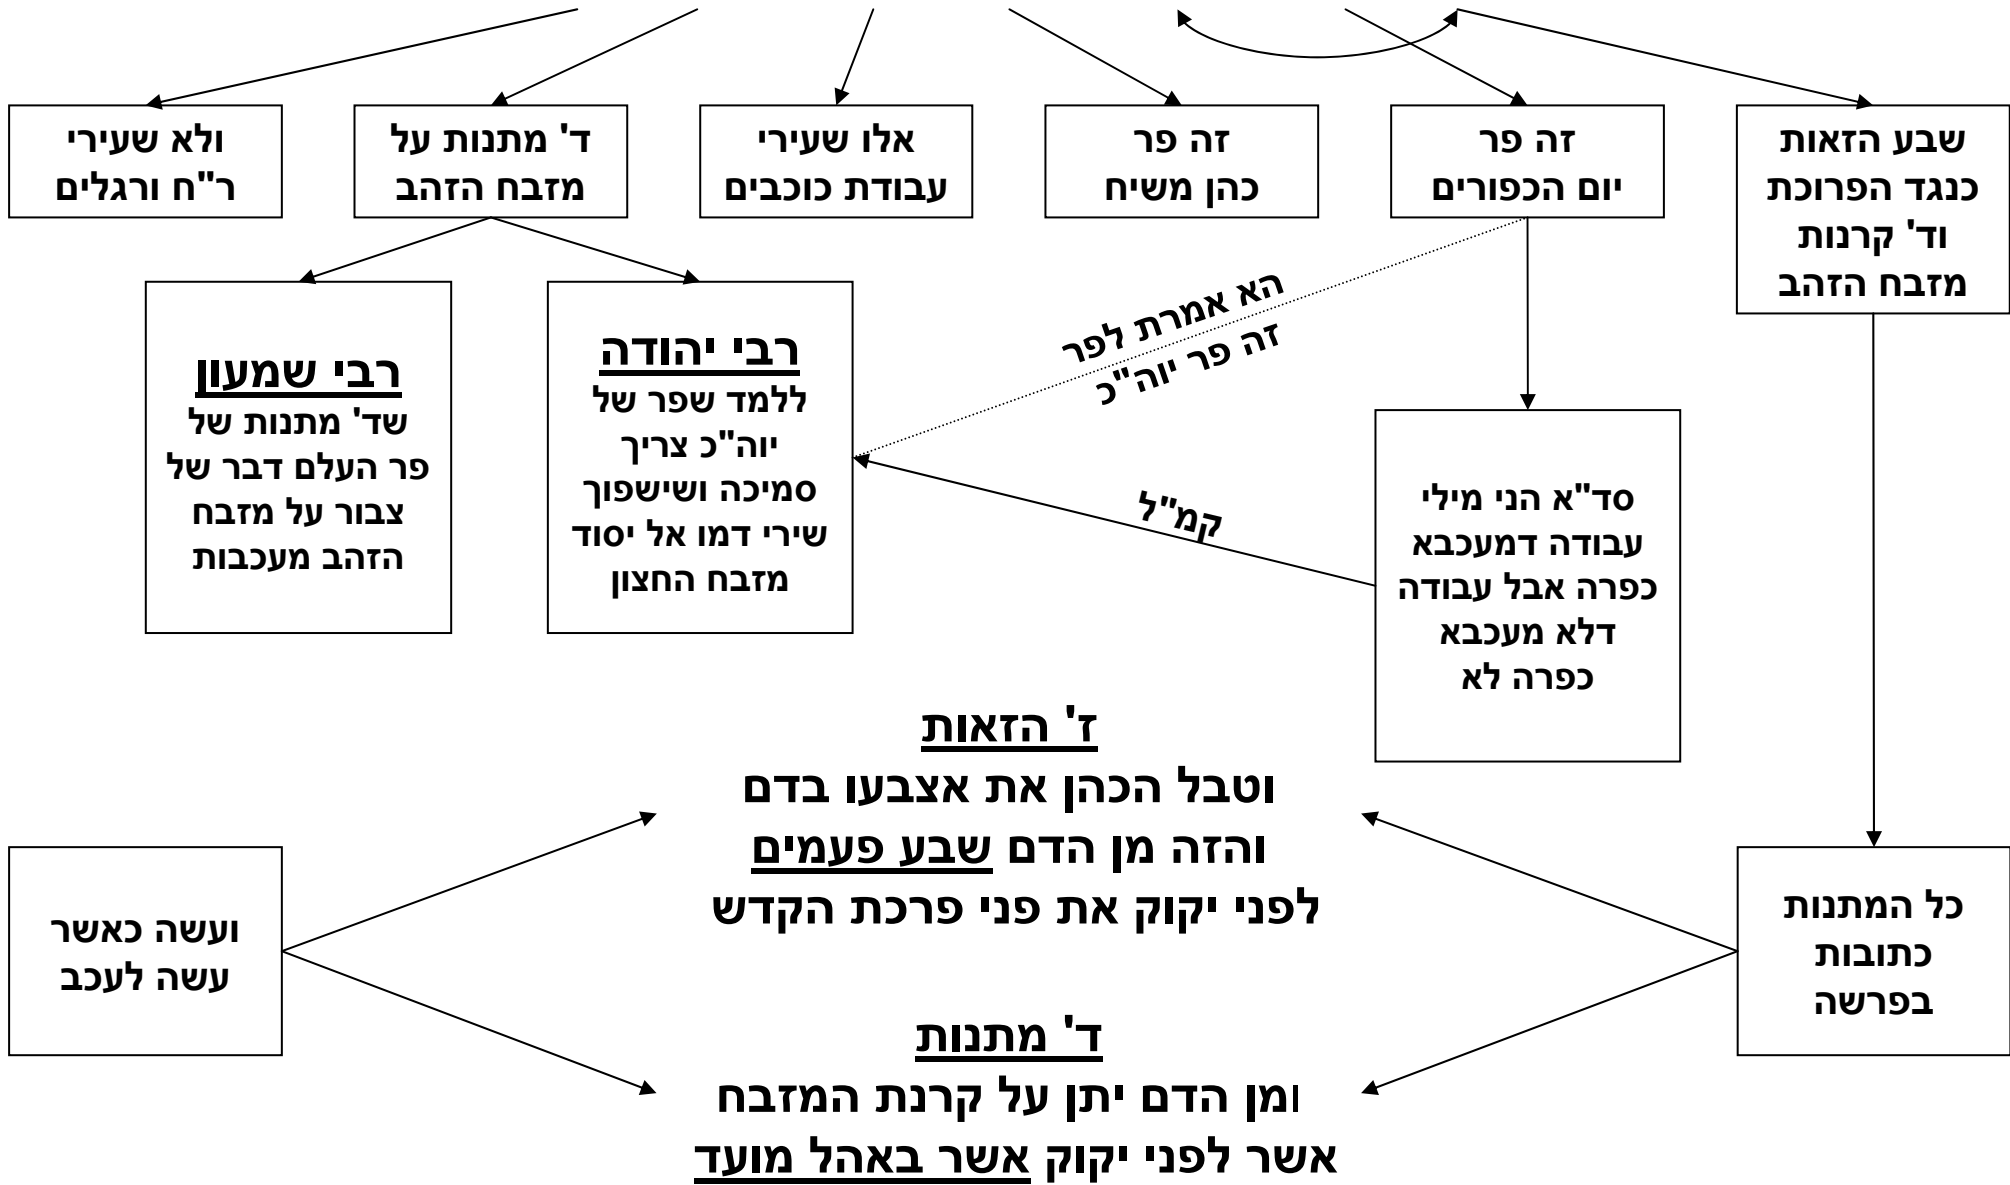 שבע הזאות
כנגד הפרוכת
וד' קרנות
מזבח הזהב
זה פר
יום הכפורים
זה פר
כהן משיח
אלו שעירי
עבודת כוכבים
ד' מתנות על
מזבח הזהב
ולא שעירי
ר"ח ורגלים
הא אמרת לפר
זה פר יוה"כ
סד"א הני מילי
עבודה דמעכבא
כפרה אבל עבודה
דלא מעכבא
כפרה לא
קמ"ל
רבי יהודה
ללמד שפר של
יוה"כ צריך
סמיכה ושישפוך
שירי דמו אל יסוד
מזבח החצון
רבי שמעון
שד' מתנות של
פר העלם דבר של
צבור על מזבח
הזהב מעכבות
כל המתנות
כתובות
בפרשה
ז' הזאות
וטבל הכהן את אצבעו בדם
והזה מן הדם שבע פעמים
לפני יקוק את פני פרכת הקדש
ד' מתנות
ומן הדם יתן על קרנת המזבח
אשר לפני יקוק אשר באהל מועד
ועשה כאשר
עשה לעכב